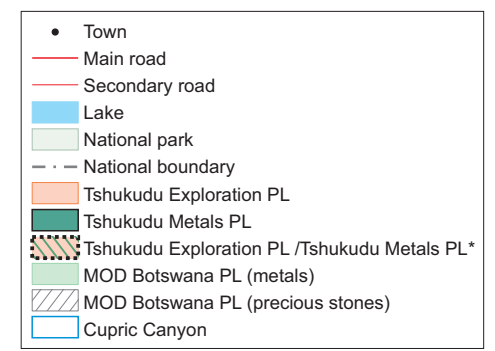 Town
Main road
Secondary road
Lake
National park
National boundary
Tshukudu Exploration PL
Tshukudu Metals PL
Tshukudu Exploration PL /Tshukudu Metals PL*
MOD Botswana PL (metals)
MOD Botswana PL (precious stones)
Cupric Canyon